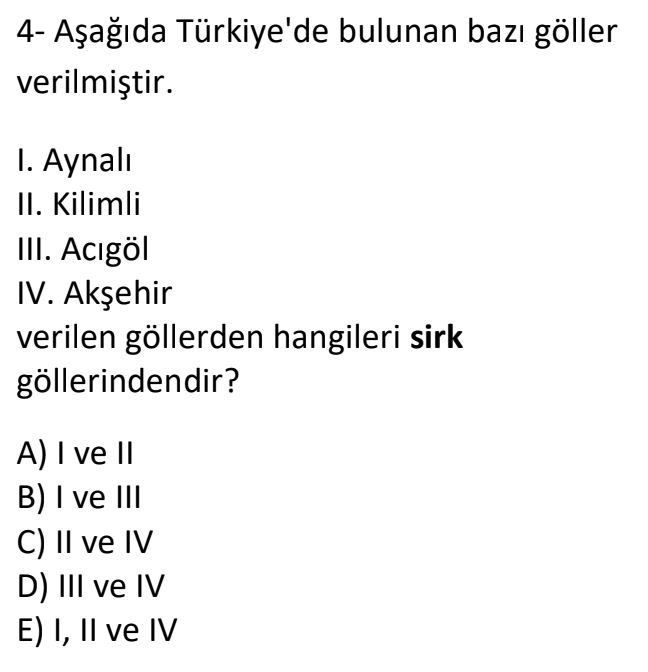 4- Aşağıda Türkiye'de bulunan bazı göller
verilmiştir.
I. Aynalı
II. Kilimli
III. Acıgöl
IV. Akşehir
verilen göllerden hangileri sirk
göllerindendir?
A) I ve II
B) I ve III
C) II ve IV
D) III ve IV
E) I, II ve IV